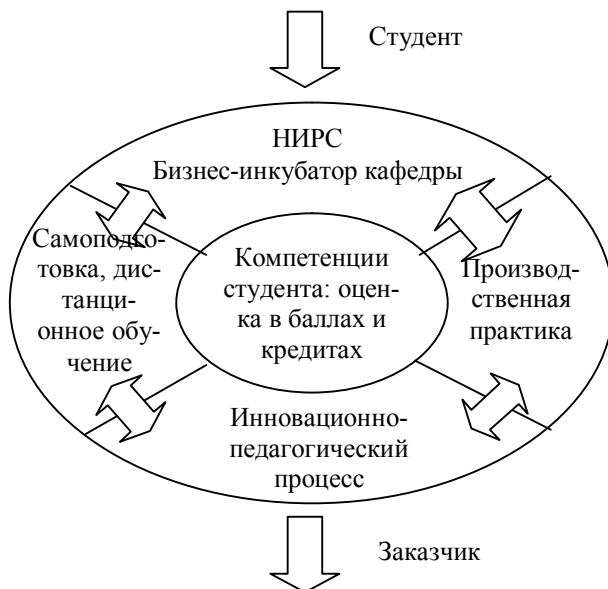 Студент
НИРС
Бизнес-инкубатор кафедры
Самоподго-
товка, дис-
танци-
онное обу-
чение
Компетенции
студента: оцен-
ка в баллах и
кредитах
Производ-
ственная
практика
Инновационно-
педагогический
процесс
Заказчик